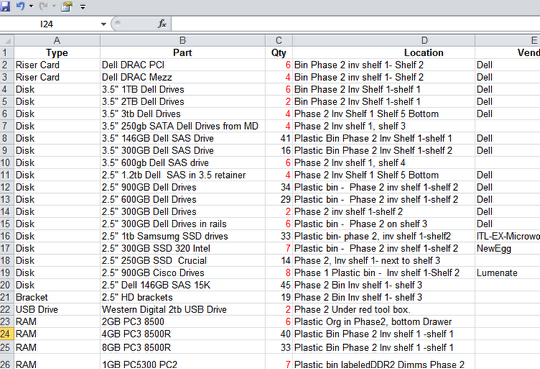 I24 fx
A B C D E
1 Type Part Qty Location Vend
2 Riser Card Dell DRAC PCI 6 Bin Phase 2 inv shelf 1- Shelf 2 Dell
3 Riser Card Dell DRAC Mezz 4 Bin Phase 2 inv shelf 1- Shelf 2 Dell
4 Disk 3.5" 1TB Dell Drives 6 Bin Phase 2 Inv Shelf 1-shelf 1 Dell
5 Disk 3.5" 2TB Dell Drives 2 Bin Phase 2 Inv Shelf 1-shelf 1 Dell
6 Disk 3.5" 3tb Dell Drives 4 Phase 2 Inv Shelf 1 Shelf 5 Bottom Dell
7 Disk 3.5" 250gb SATA Dell Drives from MD 4 Phase 2 inv shelf 1, shelf 3
8 Disk 3.5" 146GB Dell SAS Drive 41 Plastic Bin Phase 2 Inv Shelf 1-shelf 1 Dell
9 Disk 3.5" 300GB Dell SAS Drive 16 Plastic Bin Phase 2 Inv Shelf 1-shelf 2 Dell
10 Disk 3.5" 600gb Dell SAS drive 6 Phase 2 Inv shelf 1, shelf 4
11 Disk 2.5" 1.2tb Dell SAS in 3.5 retainer 4 Phase 2 Inv Shelf 1 Shelf 5 Bottom Dell
12 Disk 2.5" 900GB Dell Drives 34 Plastic bin - Phase 2 inv shelf 1-shelf 2 Dell
13 Disk 2.5" 600GB Dell Drives 29 Plastic bin - Phase 2 inv shelf 1-shelf 2 Dell
14 Disk 2.5" 300GB Dell Drives 2 Phase 2 inv shelf 1-shelf 2 Dell
15 Disk 2.5" 300GB Dell Drives in rails 6 Plastic bin - Phase 2 on shelf 3 Dell
16 Disk 2.5" 1tb Samsumg SSD drives 33 Plastic bin- phase 2, inv shelf 1-shelf2 ITL-EX-Microwo
17 Disk 2.5" 300GB SSD 320 Intel 7 Plastic bin - Phase 2 inv shelf 1-shelf 2 NewEgg
18 Disk 2.5" 250GB SSD Crucial 14 Phase 2, Inv shelf 1- next to shelf 3
19 Disk 2.5" 900GB Cisco Drives 8 Phase 1 Plastic bin - Inv shelf 1-Shelf 2 Lumenate
20 Disk 2.5" Dell 146GB SAS 15K 45 Phase 2 Bin Inv shelf 1- shelf 3
21 Bracket 2.5" HD brackets 19 Phase 2 Bin Inv shelf 1- shelf 3
22 USB Drive Western Digital 2tb USB Drive 2 Phase 2 Under red tool box.
23 RAM 2GB PC3 8500 6 Plastic Org in Phase2, bottom Drawer
24 RAM 4GB PC3 8500R 40 Plastic Bin Phase 2 Inv shelf 1 -shelf 1
25 RAM 8GB PC3 8500R 33 Plastic Bin Phase 2 Inv shelf 1 -shelf 1
26 RAM 1GB PC5300 PC2 7 Plastic bin labeledDDR2 Dimms Phase 2